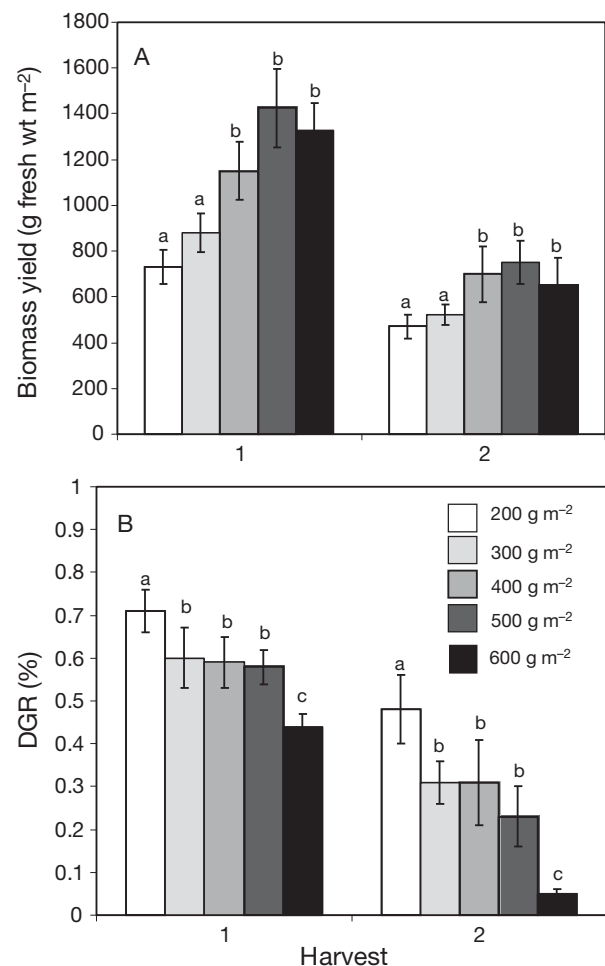 A
Biomass yield (g fresh wt m⁻²)
1800
1600
1400
1200
1000
800
600
400
200
0
a
a
b
b
b
a
a
b
b
b
1
2
B
DGR (%)
1
0.9
0.8
0.7
0.6
0.5
0.4
0.3
0.2
0.1
0
200 g m⁻²
300 g m⁻²
400 g m⁻²
500 g m⁻²
600 g m⁻²
a
b
b
b
c
a
b
b
b
c
1
2
Harvest